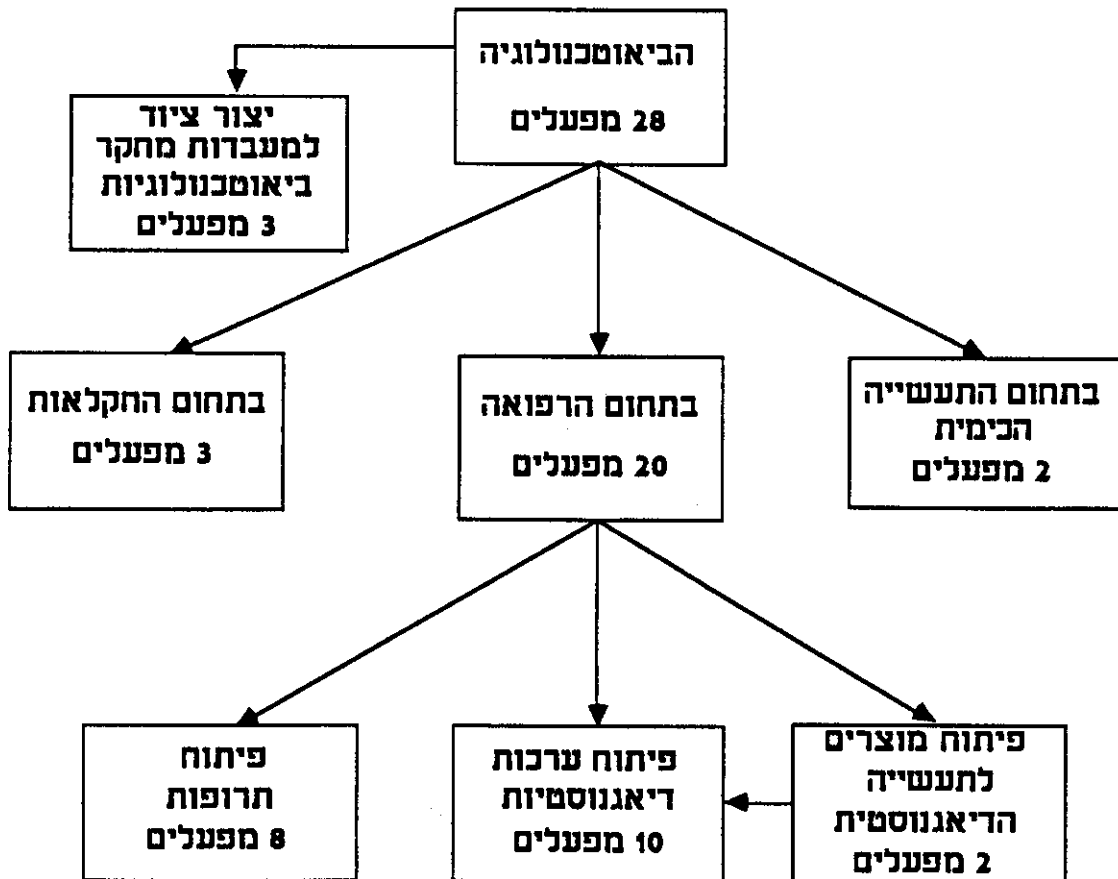 הביאוטכנולוגיה
28 מפעלים
יצור ציוד
למעבדות מחקר
ביאוטכנולוגיות
3 מפעלים
בתחום התעשייה
הכימית
2 מפעלים
בתחום הרפואה
20 מפעלים
בתחום החקלאות
3 מפעלים
פיתוח מוצרים
לתעשייה
הדיאגנוסטית
2 מפעלים
פיתוח ערכות
דיאגנוסטיות
10 מפעלים
פיתוח
תרופות
8 מפעלים